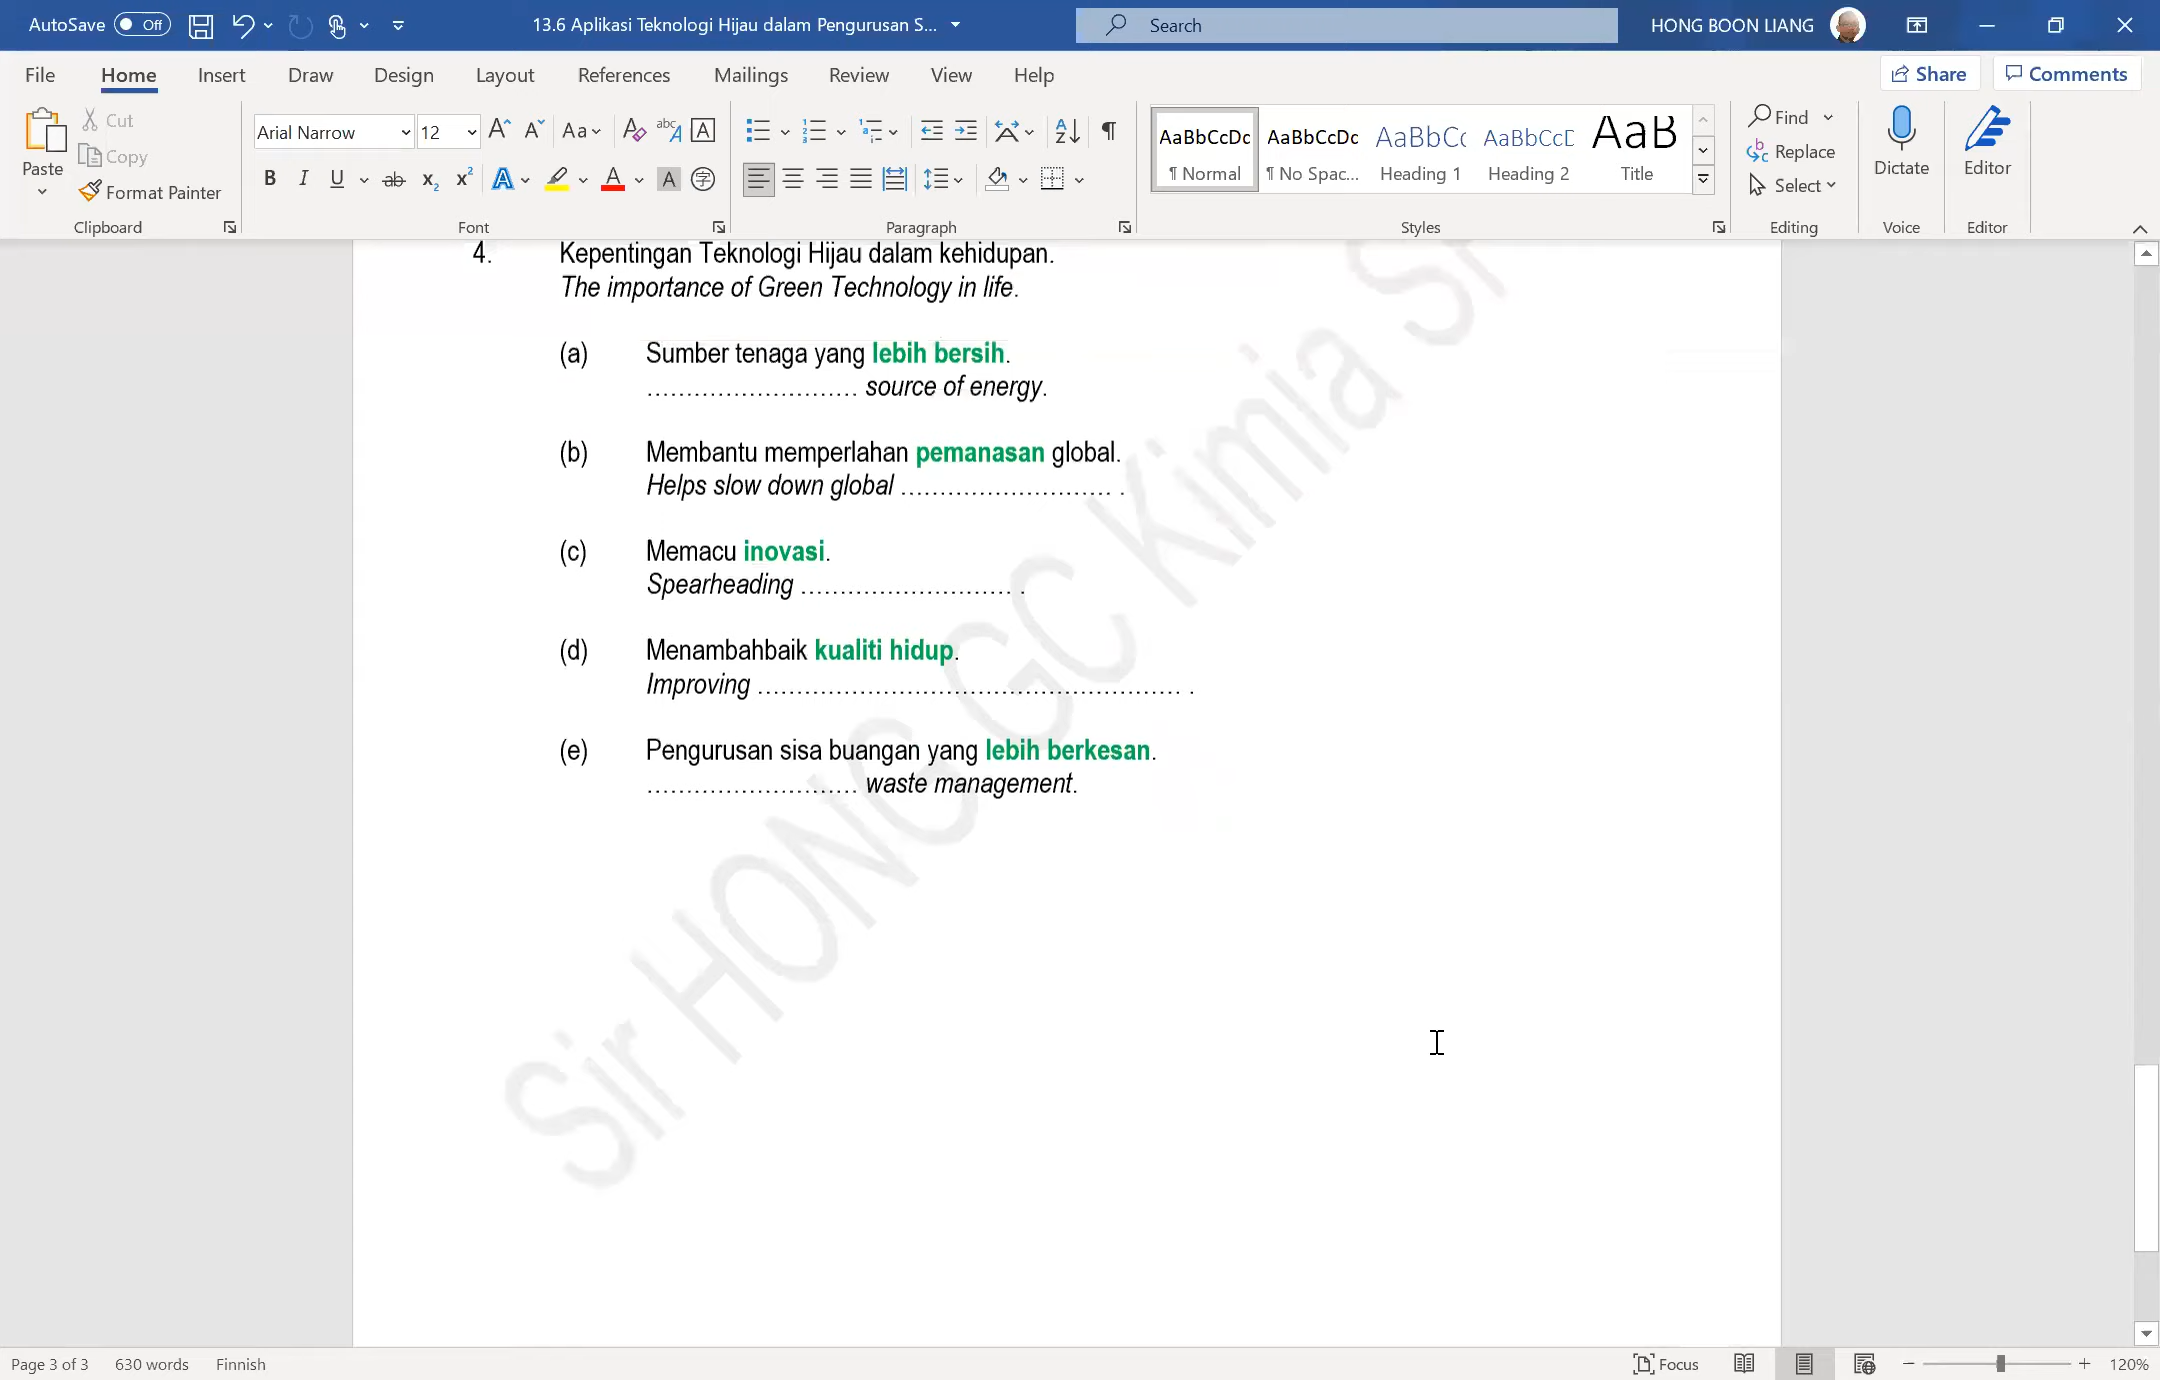 AutoSave Off 13.6 Aplikasi Teknologi Hijau dalam Pengurusan S... Search HONG BOON LIANG
File Home Insert Draw Design Layout References Mailings Review View Help Share Comments
Paste Cut Copy Format Painter
Clipboard
Arial Narrow 12
Font
Paragraph
AaBbCcDc AaBbCcDc AaBbC AaBbCcD AaB
¶ Normal ¶ No Spac... Heading 1 Heading 2 Title
Styles
Find
Replace
Select
Editing
Dictate
Voice
Editor
Editor
4. Kepentingan Teknologi Hijau dalam kehidupan.
The importance of Green Technology in life.
(a) Sumber tenaga yang lebih bersih.
........................... source of energy.
(b) Membantu memperlahan pemanasan global.
Helps slow down global ........................... .
(c) Memacu inovasi.
Spearheading ........................... .
(d) Menambahbaik kualiti hidup.
Improving ...................................................... .
(e) Pengurusan sisa buangan yang lebih berkesan.
........................... waste management.
Sir HONG GC Kimia
Page 3 of 3 630 words Finnish Focus 120%